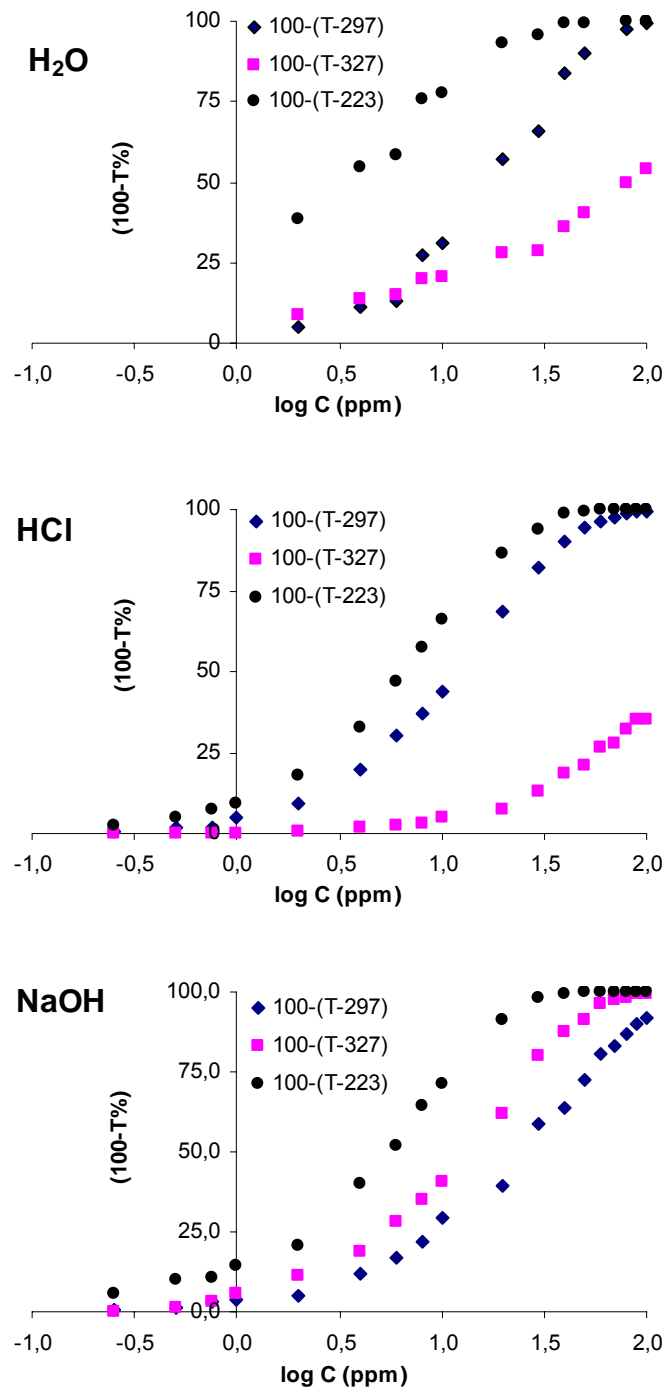 H₂O
(100-T%)
100
75
50
25
0
100-(T-297)
100-(T-327)
100-(T-223)
-1,0 -0,5 0,0 0,5 1,0 1,5 2,0
log C (ppm)
HCl
(100-T%)
100
75
50
25
0
100-(T-297)
100-(T-327)
100-(T-223)
-1,0 -0,5 0,0 0,5 1,0 1,5 2,0
log C (ppm)
NaOH
(100-T%)
100,0
75,0
50,0
25,0
0,0
100-(T-297)
100-(T-327)
100-(T-223)
-1,0 -0,5 0,0 0,5 1,0 1,5 2,0
log C (ppm)